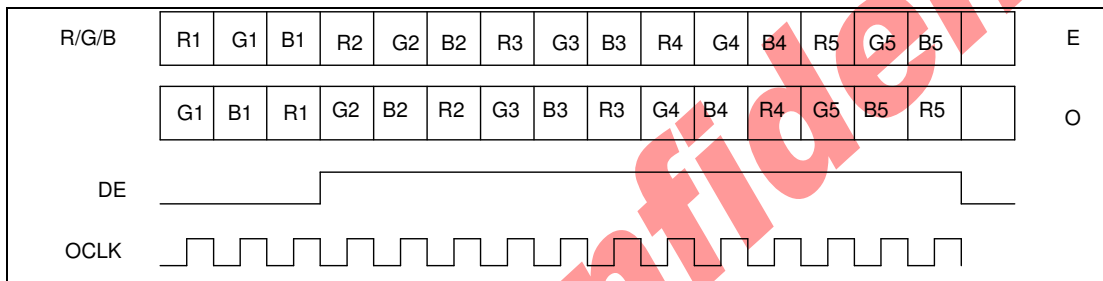 R/G/B R1 G1 B1 R2 G2 B2 R3 G3 B3 R4 G4 B4 R5 G5 B5 E
G1 B1 R1 G2 B2 R2 G3 B3 R3 G4 B4 R4 G5 B5 R5 O
DE
OCLK
nfiden